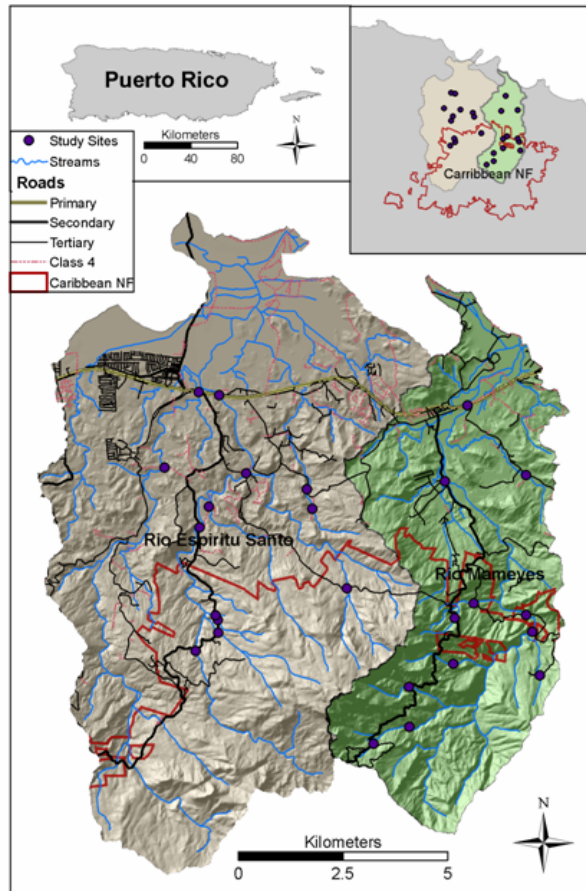 Puerto Rico
Kilometers
0 40 80
N
Carribbean NF
Study Sites
Streams
Roads
Primary
Secondary
Tertiary
Class 4
Caribbean NF
Rio Espiritu Santo
Rio Mameyes
Kilometers
0 2.5 5
N